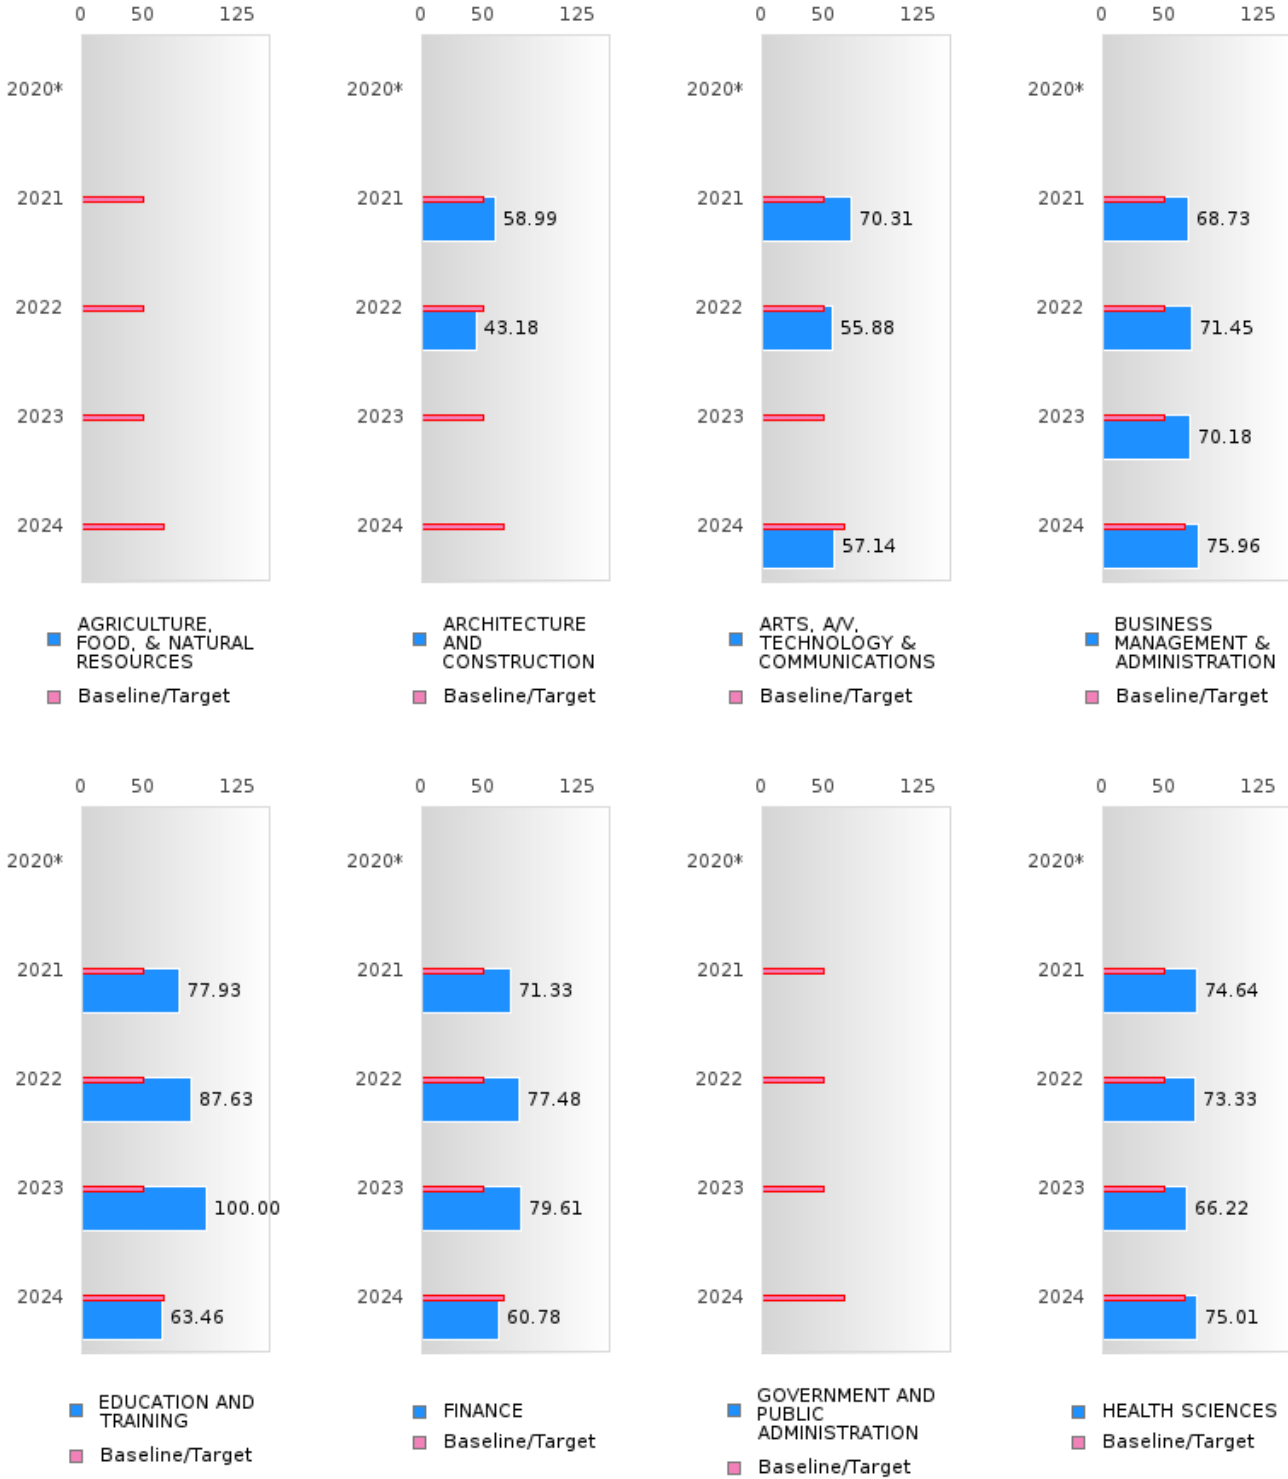 0 50 125
2020*
2021
2022
2023
2024
AGRICULTURE,
FOOD, & NATURAL
RESOURCES
Baseline/Target
0 50 125
2020*
2021
58.99
2022
43.18
2023
2024
ARCHITECTURE
AND
CONSTRUCTION
Baseline/Target
0 50 125
2020*
2021
70.31
2022
55.88
2023
2024
57.14
ARTS, A/V,
TECHNOLOGY &
COMMUNICATIONS
Baseline/Target
0 50 125
2020*
2021
68.73
2022
71.45
2023
70.18
2024
75.96
BUSINESS
MANAGEMENT &
ADMINISTRATION
Baseline/Target
0 50 125
2020*
2021
77.93
2022
87.63
2023
100.00
2024
63.46
EDUCATION AND
TRAINING
Baseline/Target
0 50 125
2020*
2021
71.33
2022
77.48
2023
79.61
2024
60.78
FINANCE
Baseline/Target
0 50 125
2020*
2021
2022
2023
2024
GOVERNMENT AND
PUBLIC
ADMINISTRATION
Baseline/Target
0 50 125
2020*
2021
74.64
2022
73.33
2023
66.22
2024
75.01
HEALTH SCIENCES
Baseline/Target